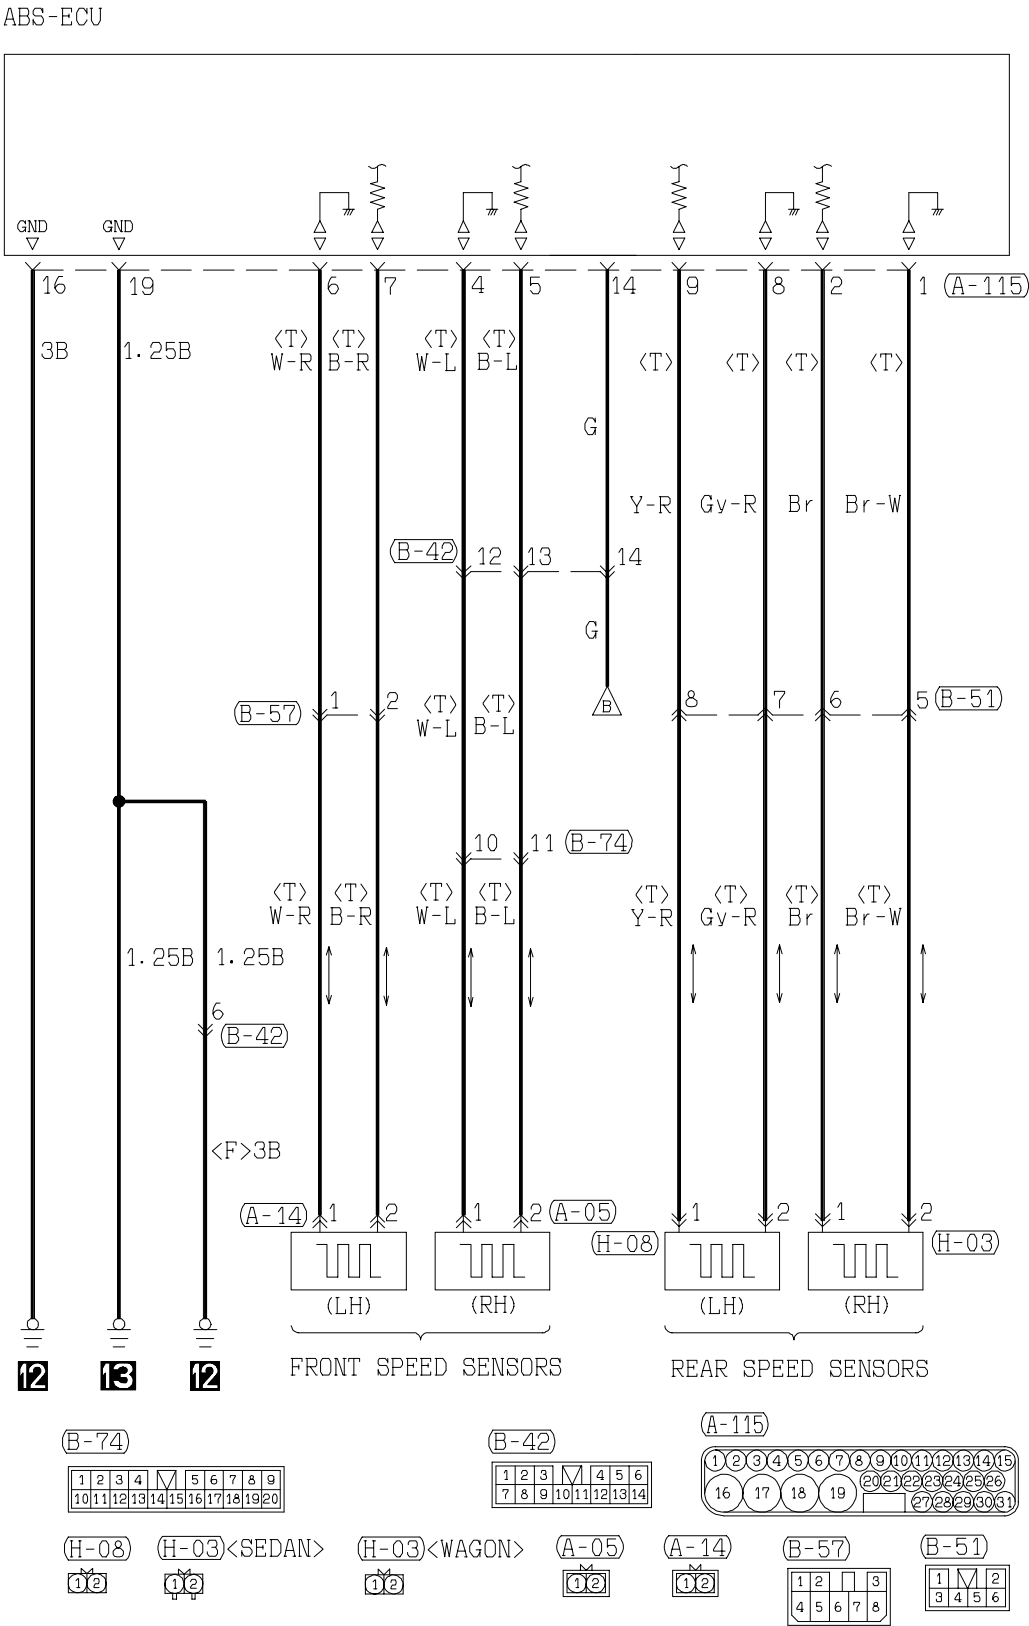 ABS-ECU
GND GND
16 19 6 7 4 5 14 9 8 2 1 (A-115)
3B 1.25B
<T> <T> <T> <T> <T> <T> <T> <T>
W-R B-R W-L B-L
G
Y-R Gy-R Br Br-W
(B-42) 12 13 14
G
(B-57) 1 2 <T> <T> B 8 7 6 5 (B-51)
W-L B-L
10 11 (B-74)
<T> <T> <T> <T> <T> <T> <T> <T>
W-R B-R W-L B-L Y-R Gy-R Br Br-W
1.25B 1.25B
6
(B-42)
<F>3B
(A-14) 1 2 1 2 (A-05) 1 2 1 2
(H-08) (H-03)
(LH) (RH) (LH) (RH)
12 13 12
FRONT SPEED SENSORS REAR SPEED SENSORS
(B-74) (B-42) (A-115)
1 2 3 4 5 6 7 8 9
10 11 12 13 14 15 16 17 18 19 20
1 2 3 4 5 6
7 8 9 10 11 12 13 14
1 2 3 4 5 6 7 8 9 10 11 12 13 14 15
16 17 18 19 20 21 22 23 24 25 26
27 28 29 30 31
(H-08) (H-03)<SEDAN> (H-03)<WAGON> (A-05) (A-14) (B-57) (B-51)
1 2 1 2 1 2 1 2 1 2
1 2 3
4 5 6 7 8
1 2
3 4 5 6